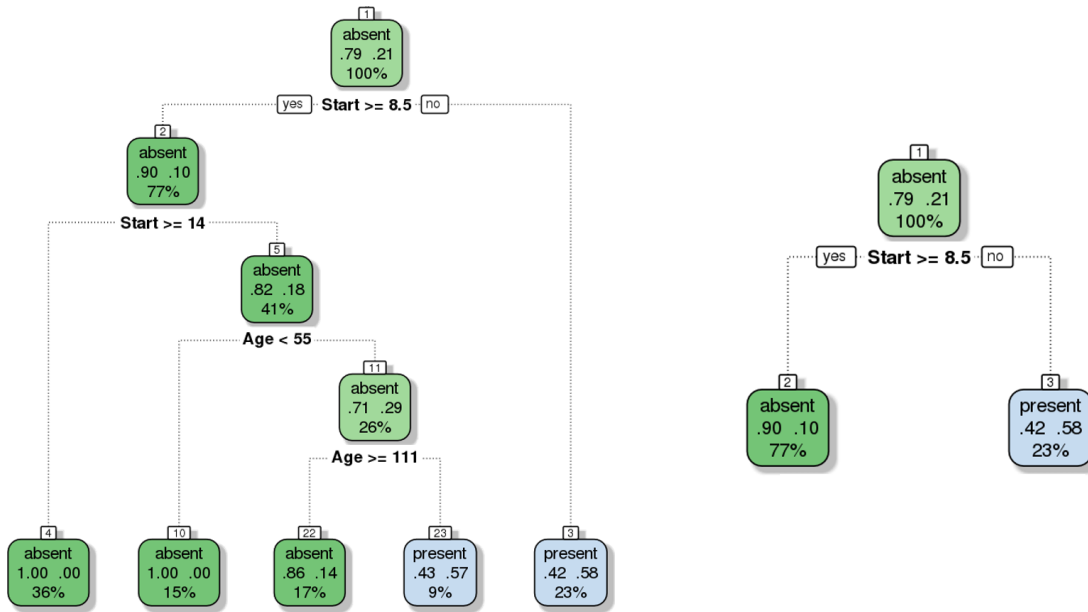 1
absent
.79 .21
100%
yes Start >= 8.5 no
2
absent
.90 .10
77%
Start >= 14
5
absent
.82 .18
41%
Age < 55
11
absent
.71 .29
26%
Age >= 111
4
absent
1.00 .00
36%
10
absent
1.00 .00
15%
22
absent
.86 .14
17%
23
present
.43 .57
9%
3
present
.42 .58
23%
1
absent
.79 .21
100%
yes Start >= 8.5 no
2
absent
.90 .10
77%
3
present
.42 .58
23%